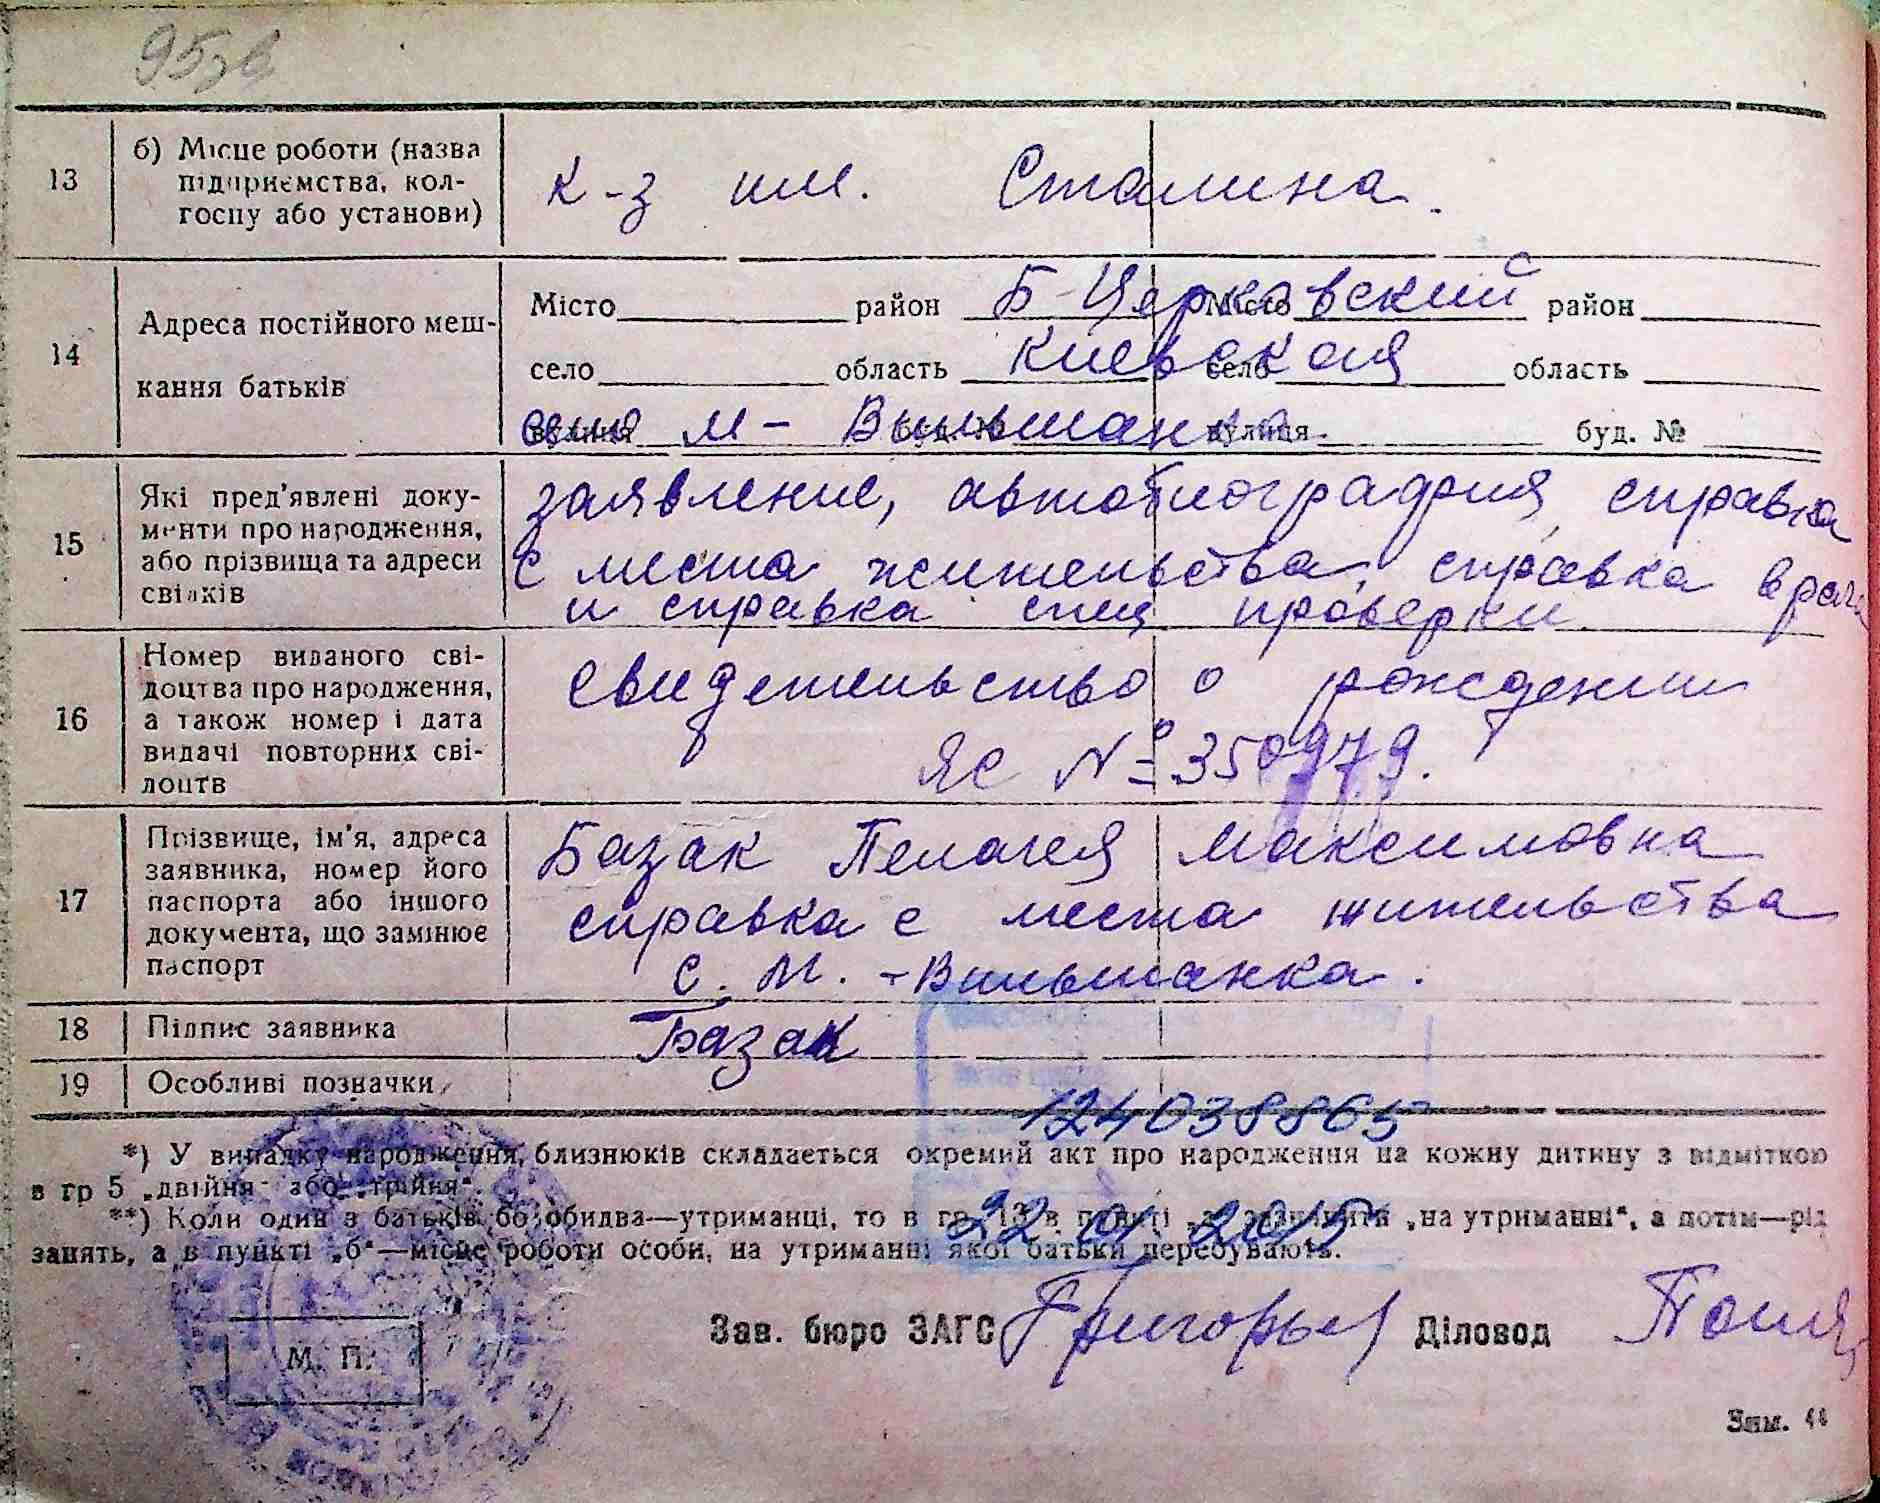 95зв
13 б) Місце роботи (назва
підприємства, кол-
госпу або установи)
к-з им. Сталина.
14 Адреса постійного меш-
кання батьків
Місто район Б-Церковский Місто район
село область Киевская село область
село М-Вильшанка вулиця буд. №
15 Які пред'явлені доку-
менти про народження,
або прізвища та адреси
свідків
заявление, автобиография, справка
с места жительства, справка врача
и справка спец проверки.
16 Номер виданого сві-
доцтва про народження,
а також номер і дата
видачі повторних сві-
доцтв
свидетельство о рождении
ЯС № 350979.
17 Прізвище, ім'я, адреса
заявника, номер його
паспорта або іншого
документа, що замінює
паспорт
Базак Пелагея Максимовна
справка с места жительства
с. М.-Вильшанка.
18 Підпис заявника
Базак
19 Особливі позначки
1240388865
*) У випадку народження, близнюків складається окремий акт про народження на кожну дитину з відміткою
в гр 5 „двійня" або „трійня".
**) Коли один з батьків, бо обидва—утриманці, то в гр. 13 в пункті зазначити „на утриманні", а потім—рід
занять, а в пункті „б"—місце роботи особи, на утриманні якої батьки перебувають.
22 01 2015
Зав. бюро ЗАГС Григорьев Діловод
М. П.
Зам. 44